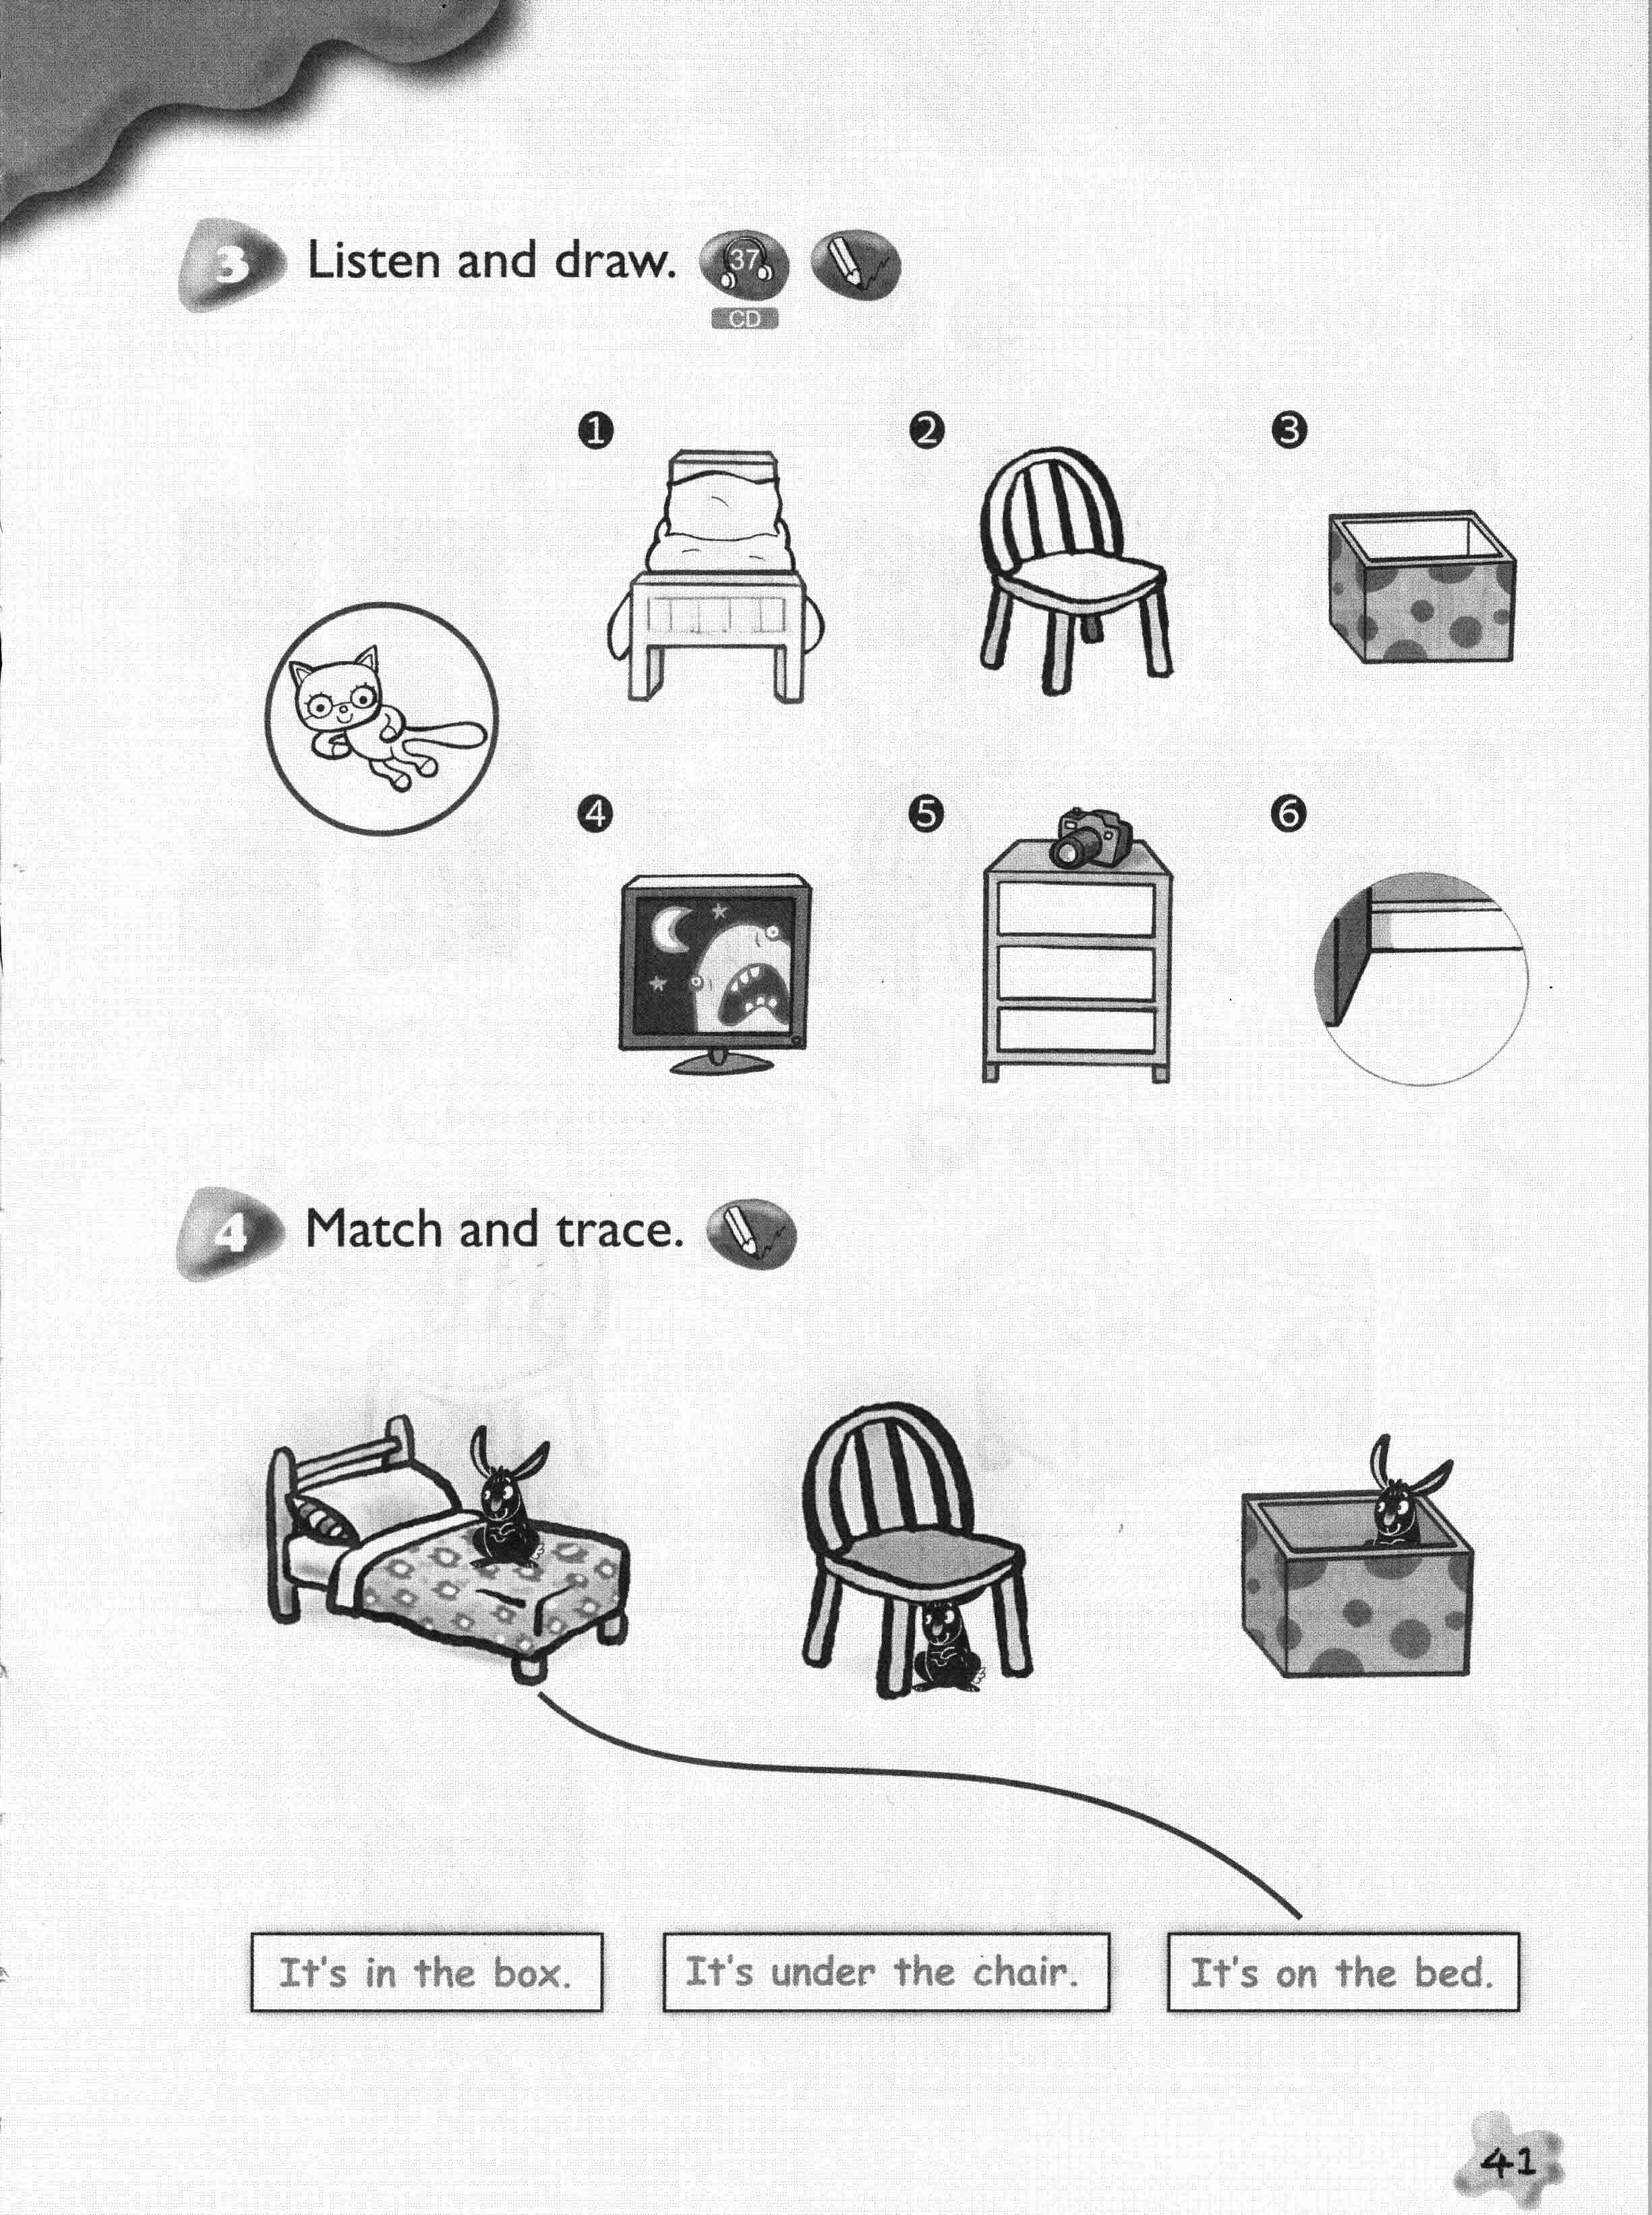 3 Listen and draw. 37
CD
1 2 3
4 5 6
4 Match and trace.
It's in the box. It's under the chair. It's on the bed.
41